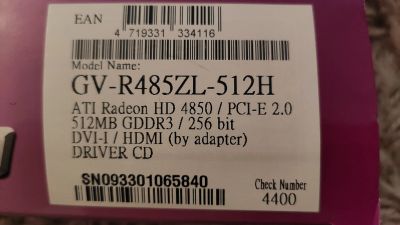 EAN
4 719331 334116
Model Name:
GV-R485ZL-512H
ATI Radeon HD 4850 / PCI-E 2.0
512MB GDDR3 / 256 bit
DVI-I / HDMI (by adapter)
DRIVER CD
SN093301065840
Check Number
4400